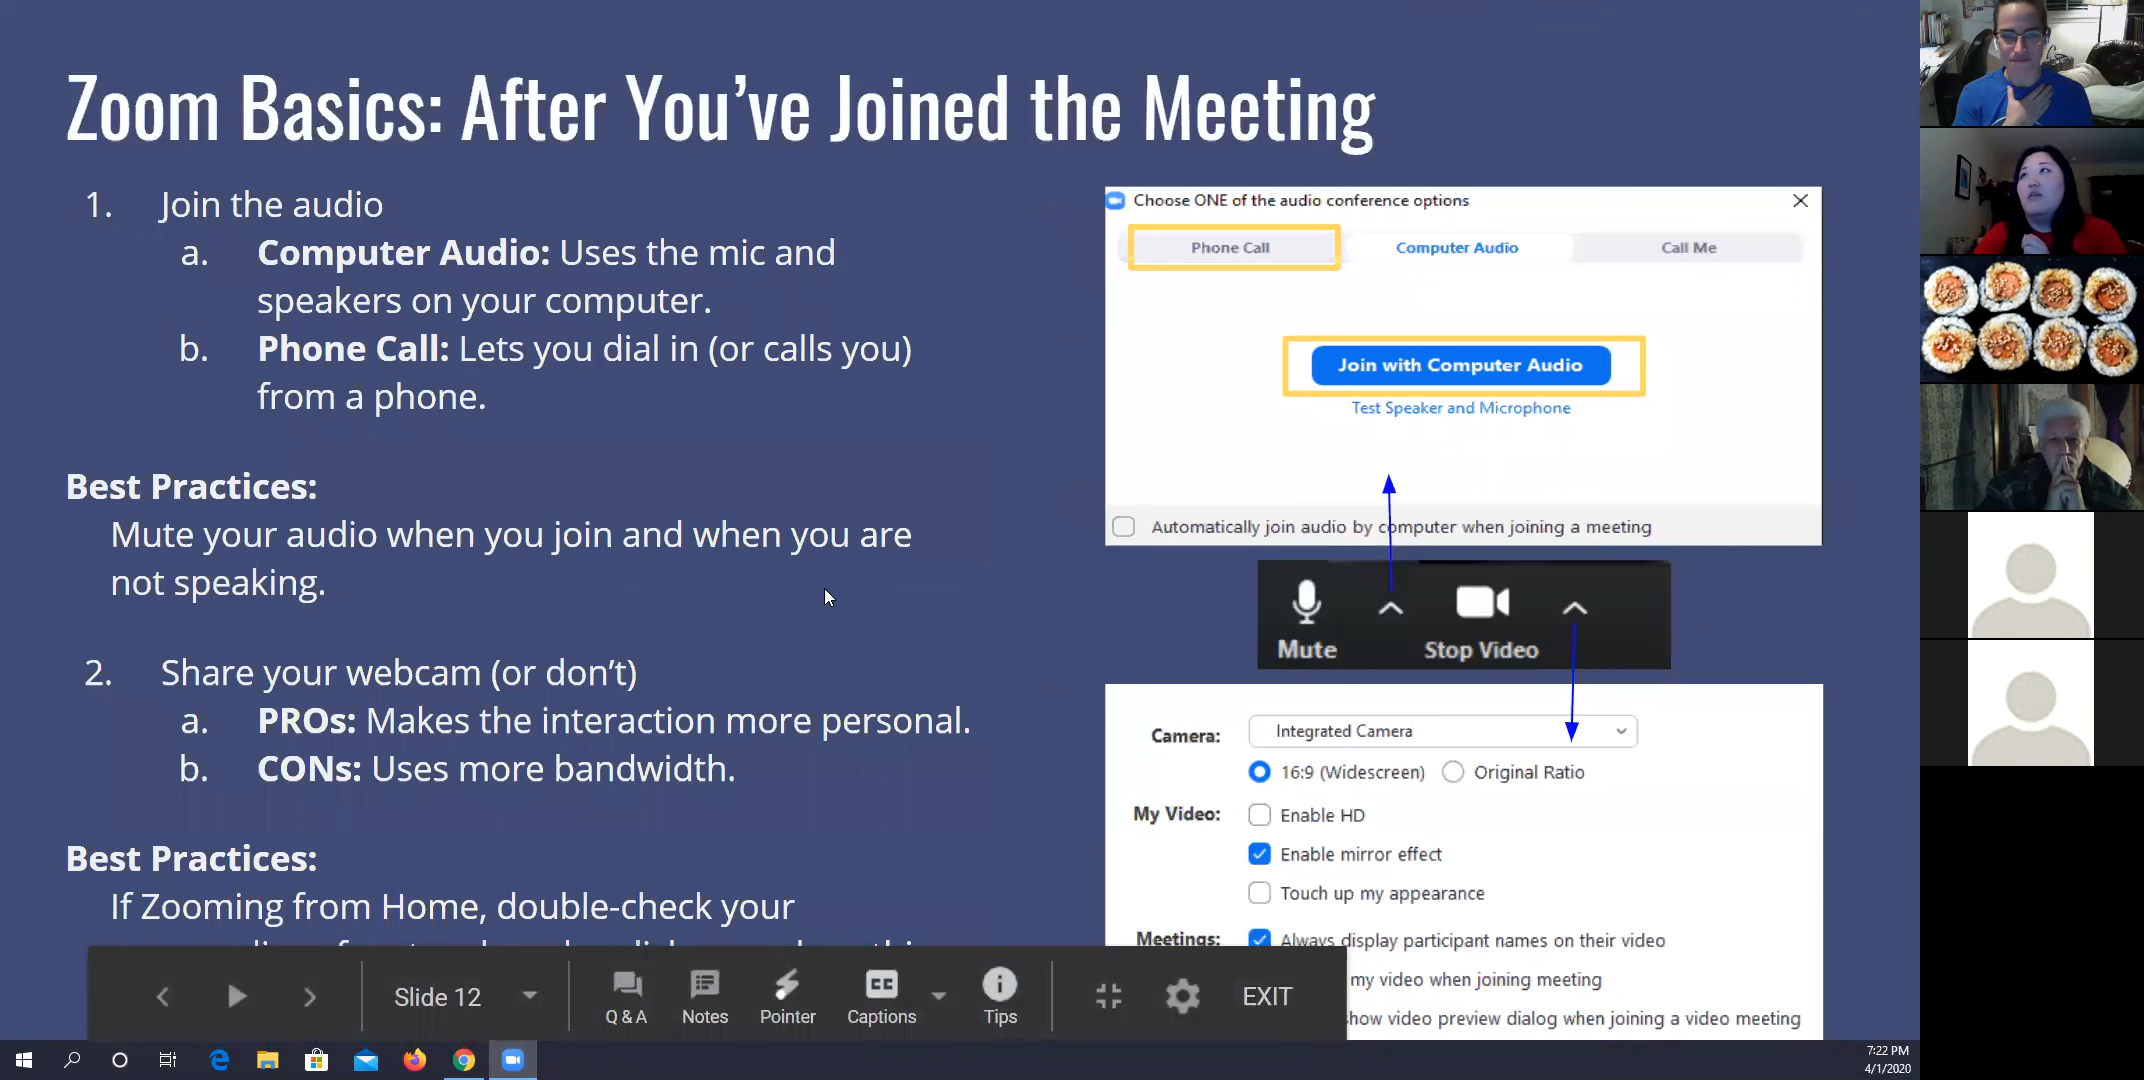 Zoom Basics: After You’ve Joined the Meeting
1. Join the audio
a. Computer Audio: Uses the mic and
speakers on your computer.
b. Phone Call: Lets you dial in (or calls you)
from a phone.
Best Practices:
Mute your audio when you join and when you are
not speaking.
2. Share your webcam (or don’t)
a. PROs: Makes the interaction more personal.
b. CONs: Uses more bandwidth.
Best Practices:
If Zooming from Home, double-check your
Choose ONE of the audio conference options
Phone Call
Computer Audio
Call Me
Join with Computer Audio
Test Speaker and Microphone
Automatically join audio by computer when joining a meeting
Mute
Stop Video
Camera: Integrated Camera
16:9 (Widescreen) Original Ratio
My Video: Enable HD
Enable mirror effect
Touch up my appearance
Meetings: Always display participant names on their video
my video when joining meeting
show video preview dialog when joining a video meeting
Slide 12
Q & A
Notes
CC
Pointer
Captions
Tips
EXIT
7:22 PM
4/1/2020